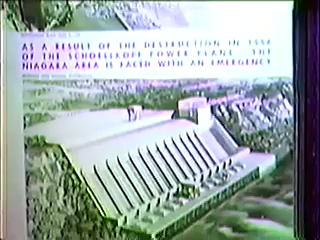 AS A RESULT OF THE DESTRUCTION IN 1956
OF THE SCHOELLKOPF POWER PLANT, THE
NIAGARA AREA IS FACED WITH AN EMERGENCY